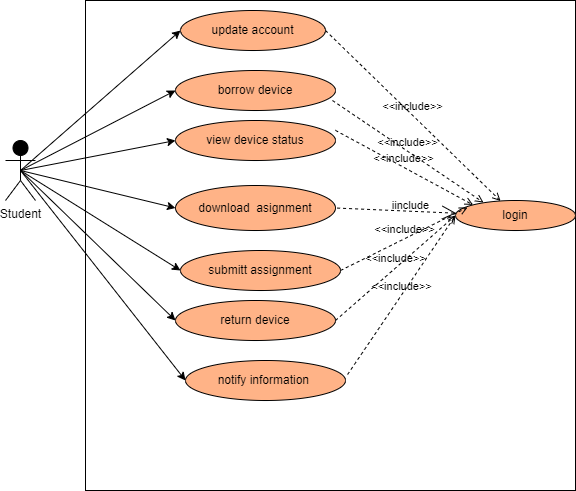 update account
borrow device
<<include>>
view device status
<<include>>
<<include>>
download  asignment
iinclude
login
Student
<<include>>
submitt assignment
<<include>>
<<include>>
return device
notify information